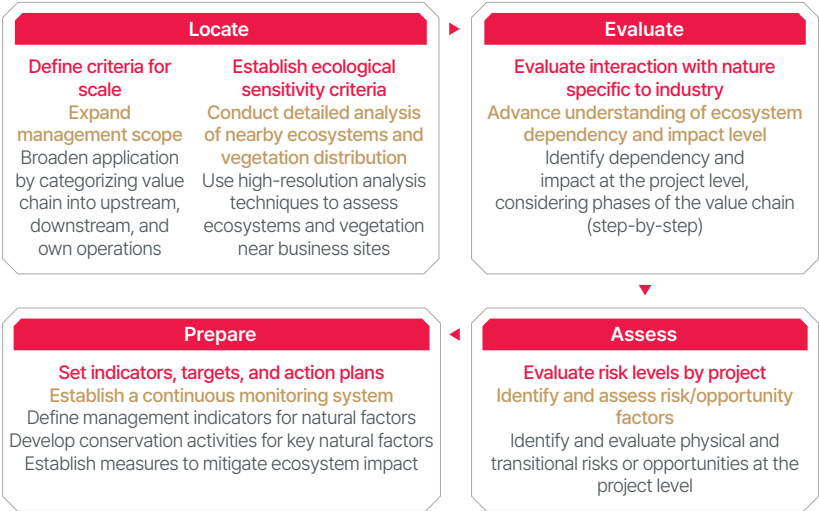 Locate
Define criteria for
scale
Expand
management scope
Broaden application
by categorizing value
chain into upstream,
downstream, and
own operations
Establish ecological
sensitivity criteria
Conduct detailed analysis
of nearby ecosystems and
vegetation distribution
Use high-resolution analysis
techniques to assess
ecosystems and vegetation
near business sites
Evaluate
Evaluate interaction with nature
specific to industry
Advance understanding of ecosystem
dependency and impact level
Identify dependency and
impact at the project level,
considering phases of the value chain
(step-by-step)
Assess
Evaluate risk levels by project
Identify and assess risk/opportunity
factors
Identify and evaluate physical and
transitional risks or opportunities at the
project level
Prepare
Set indicators, targets, and action plans
Establish a continuous monitoring system
Define management indicators for natural factors
Develop conservation activities for key natural factors
Establish measures to mitigate ecosystem impact